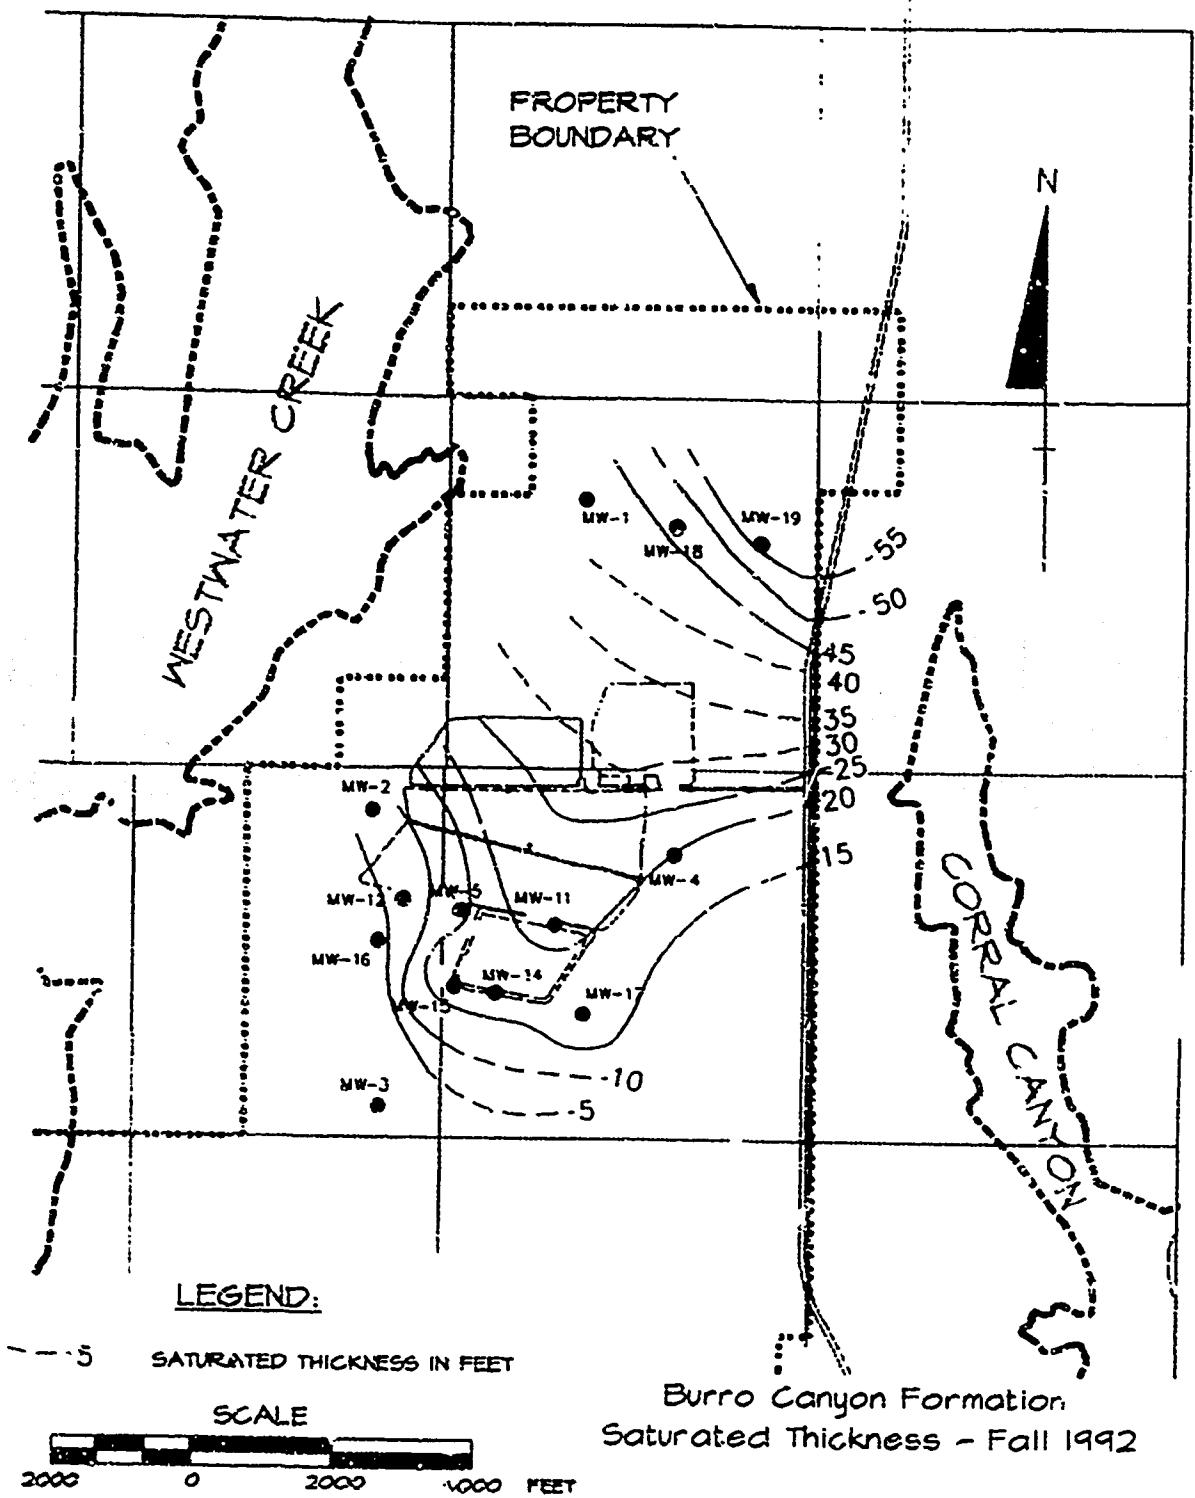 PROPERTY
BOUNDARY
N
WESTWATER CREEK
MW-1
MW-18
MW-19
55
50
45
40
35
30
25
20
15
MW-2
MW-4
MW-12
MW-5
MW-11
MW-16
MW-14
MW-15
MW-17
MW-3
10
5
CORRAL CANYON
LEGEND:
5 SATURATED THICKNESS IN FEET
SCALE
2000 0 2000 4000 FEET
Burro Canyon Formation
Saturated Thickness - Fall 1992